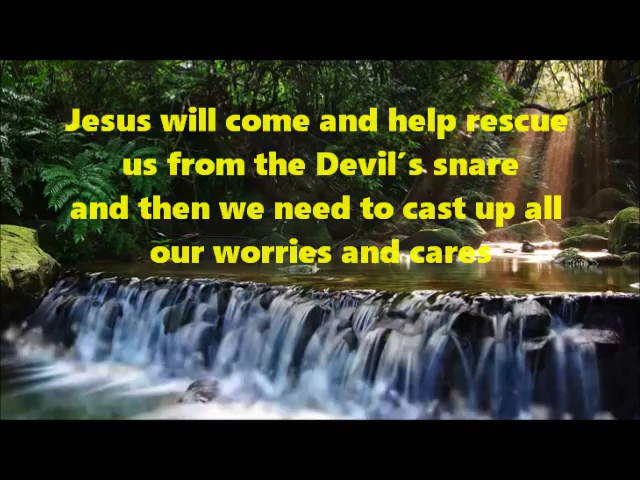 Jesus will come and help rescue
us from the Devil´s snare
and then we need to cast up all
our worries and cares